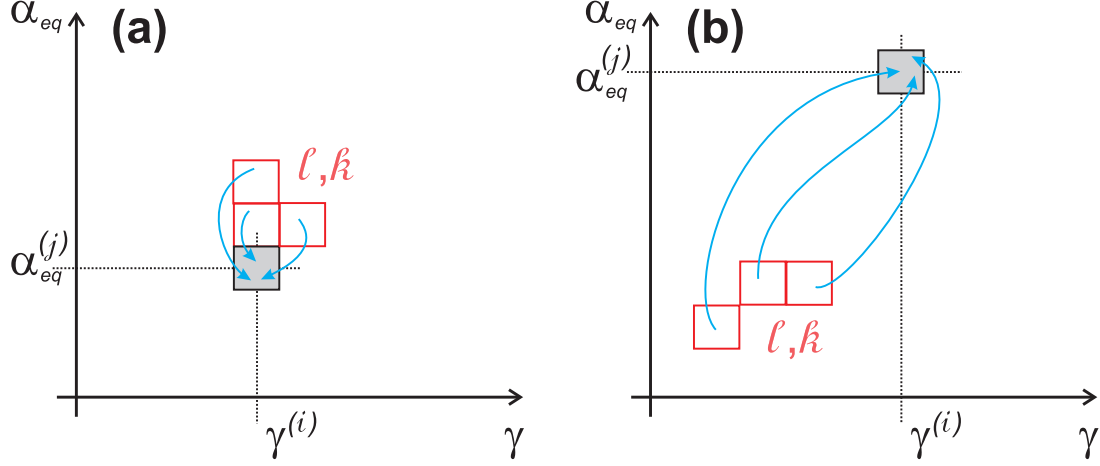 α_eq (a)
ℓ,k
α_eq^(j)
γ^(i) γ
α_eq (b)
α_eq^(j)
ℓ,k
γ^(i) γ